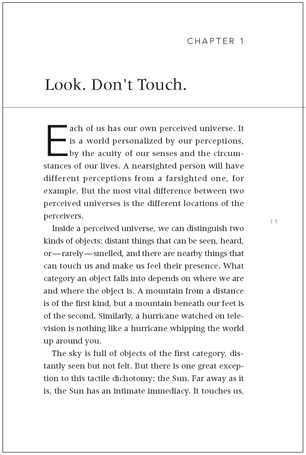 CHAPTER 1
Look. Don't Touch.
Each of us has our own perceived universe. It
is a world personalized by our perceptions,
by the acuity of our senses and the circum-
stances of our lives. A nearsighted person will have
different perceptions from a farsighted one, for
example. But the most vital difference between two
perceived universes is the different locations of the
perceivers.
Inside a perceived universe, we can distinguish two
kinds of objects: distant things that can be seen, heard,
or—rarely—smelled, and there are nearby things that
can touch us and make us feel their presence. What
category an object falls into depends on where we are
and where the object is. A mountain from a distance
is of the first kind, but a mountain beneath our feet is
of the second. Similarly, a hurricane watched on tele-
vision is nothing like a hurricane whipping the world
up around you.
The sky is full of objects of the first category, dis-
tantly seen but not felt. But there is one great excep-
tion to this tactile dichotomy: the Sun. Far away as it
is, the Sun has an intimate immediacy. It touches us,